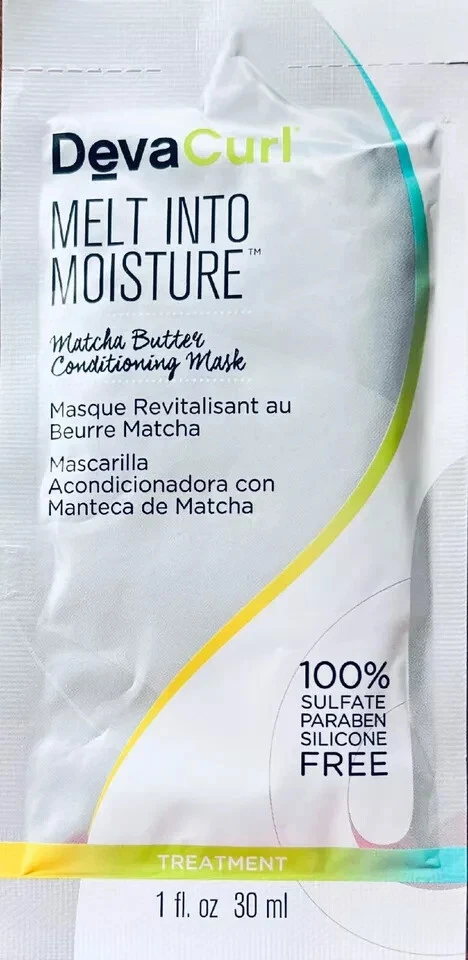 DevaCurl
MELT INTO
MOISTURE™
Matcha Butter
Conditioning Mask
Masque Revitalisant au
Beurre Matcha
Mascarilla
Acondicionadora con
Manteca de Matcha
100%
SULFATE
PARABEN
SILICONE
FREE
TREATMENT
1 fl. oz 30 ml